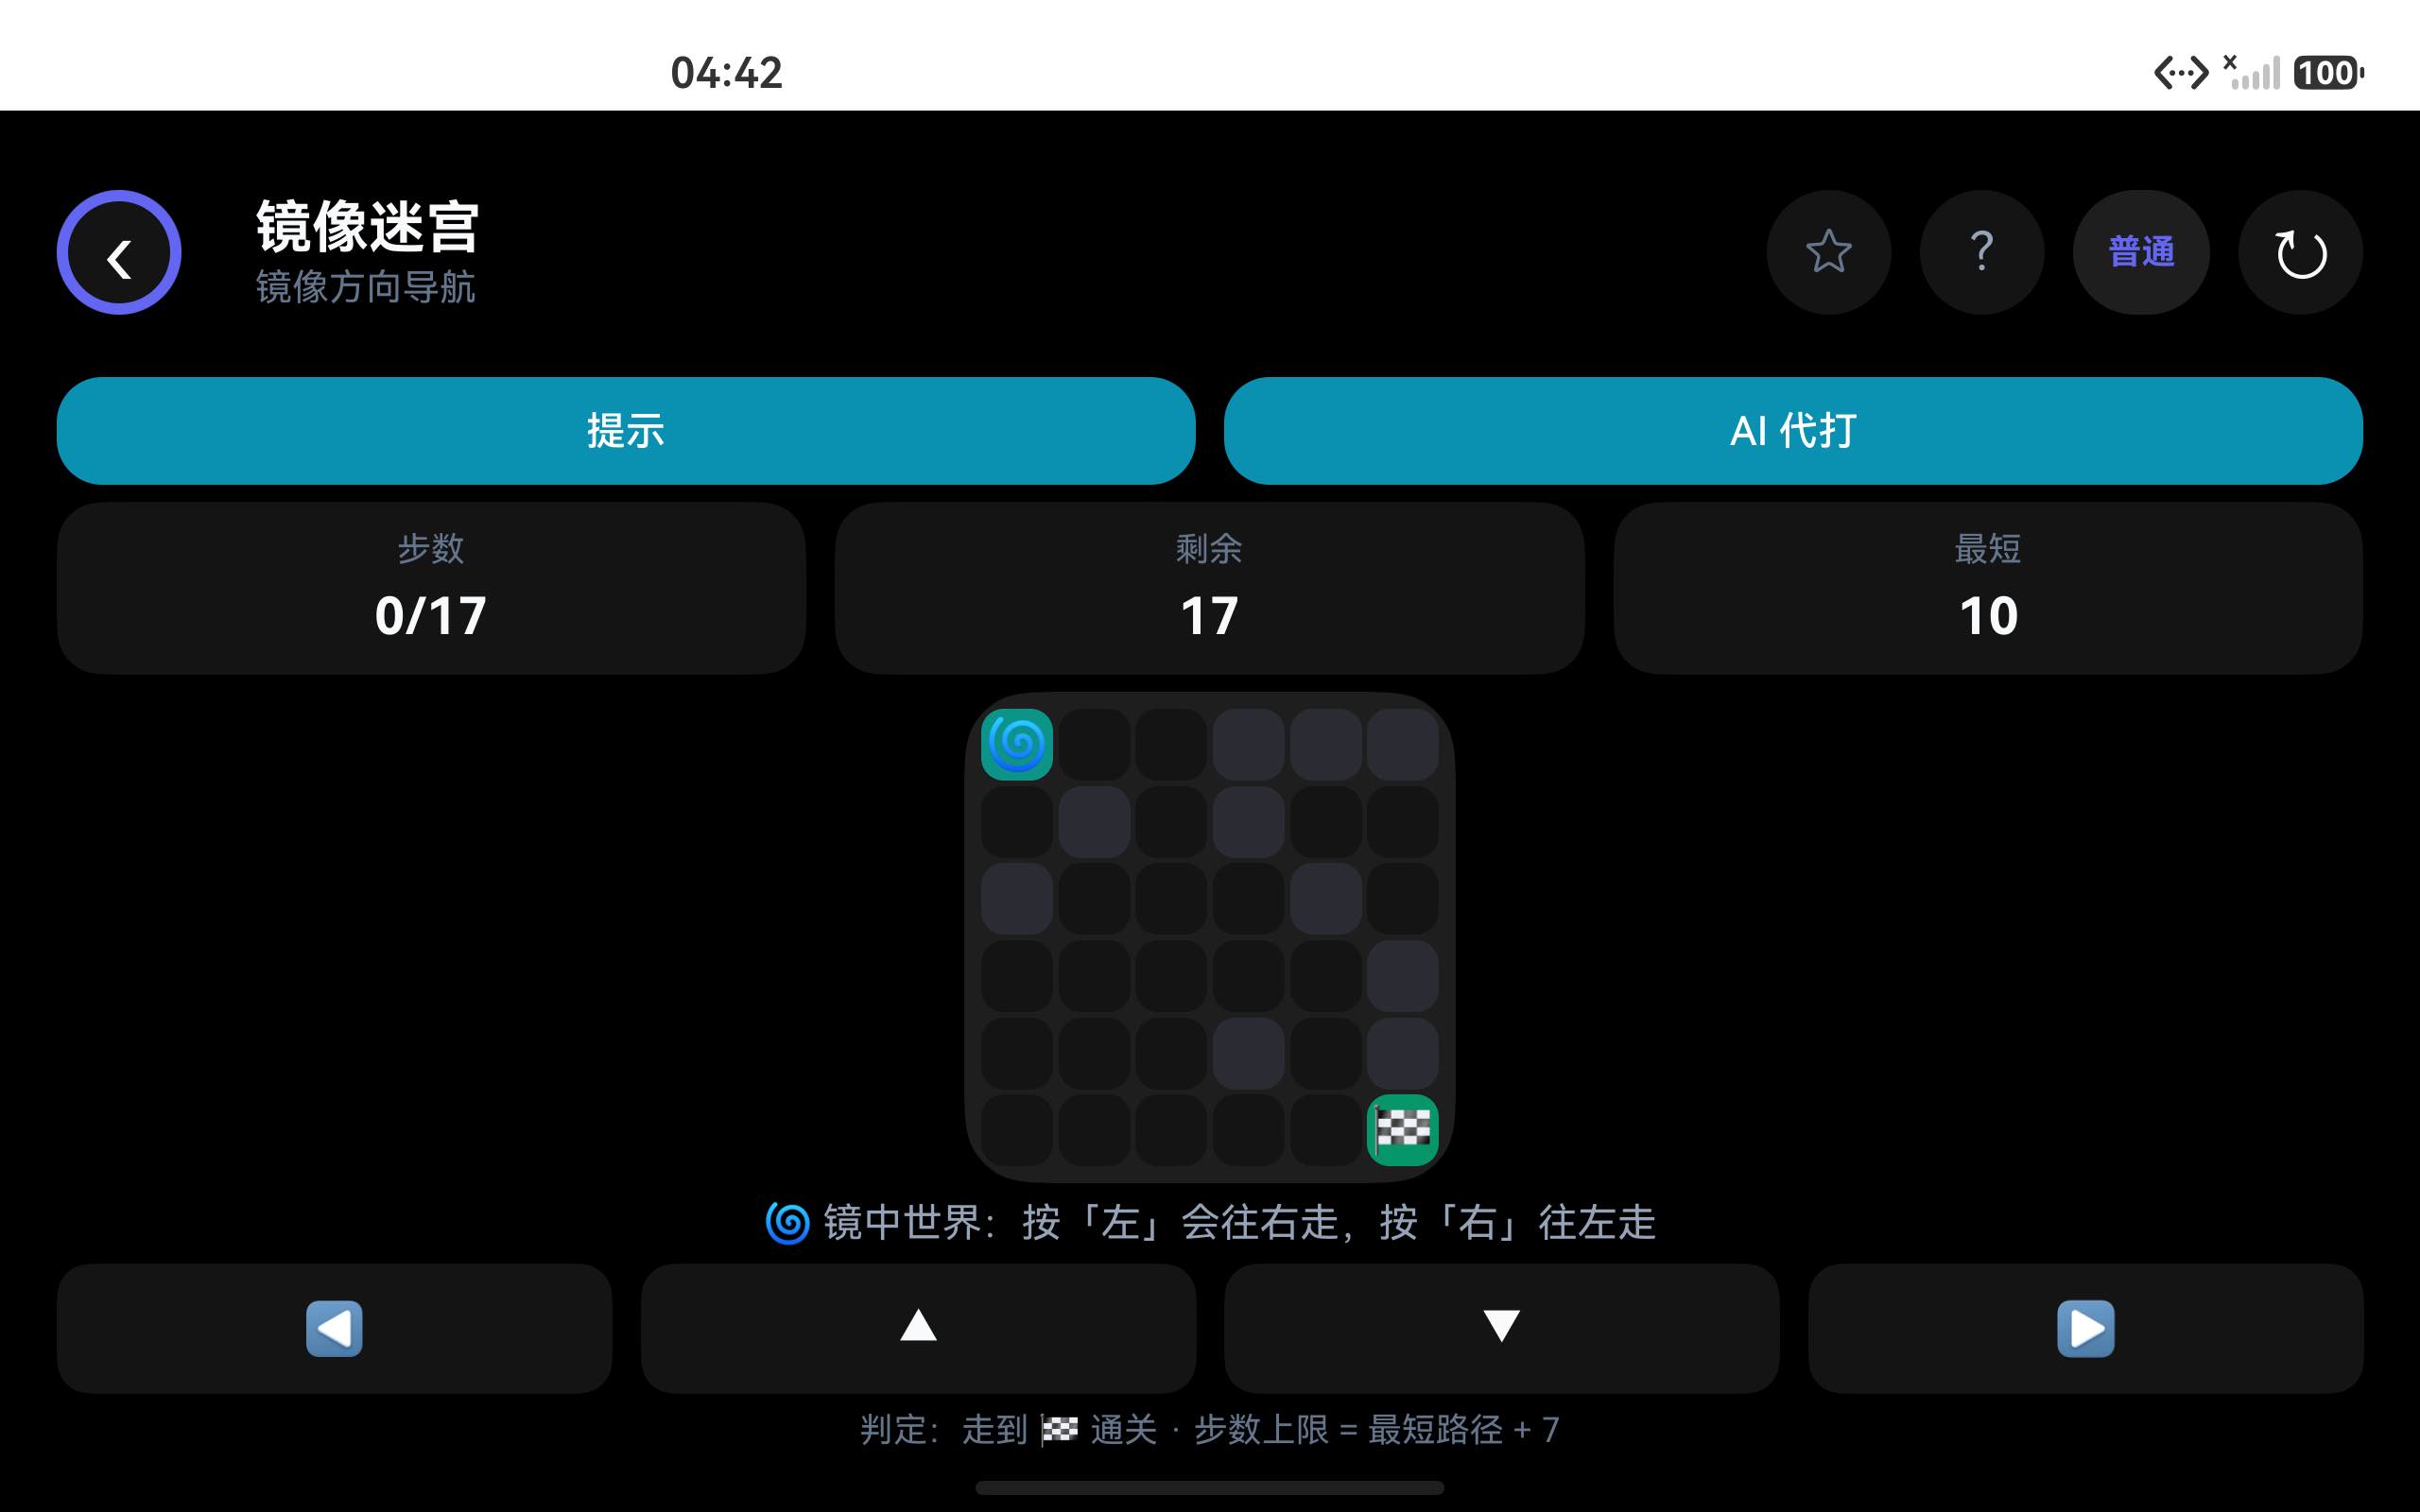 04:42
100
镜像迷宫
镜像方向导航
?
普通
提示
AI 代打
步数
0/17
剩余
17
最短
10
镜中世界：按「左」会往右走，按「右」往左走
判定：走到 🏁 通关 · 步数上限 = 最短路径 + 7